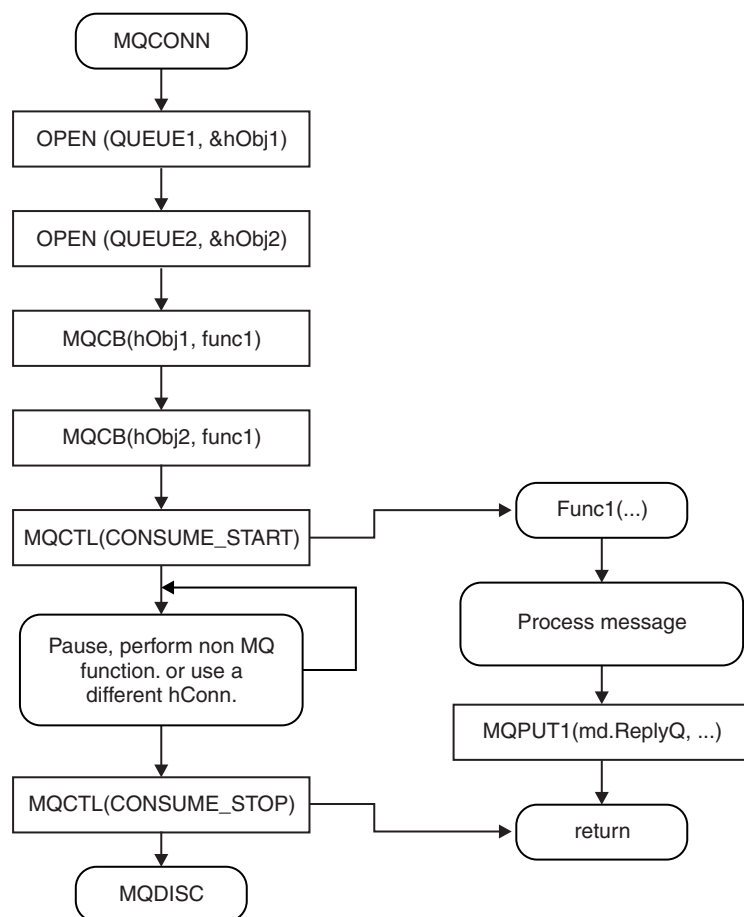 MQCONN
OPEN (QUEUE1, &hObj1)
OPEN (QUEUE2, &hObj2)
MQCB(hObj1, func1)
MQCB(hObj2, func1)
MQCTL(CONSUME_START)
Pause, perform non MQ
function. or use a
different hConn.
MQCTL(CONSUME_STOP)
MQDISC
Func1(...)
Process message
MQPUT1(md.ReplyQ, ...)
return